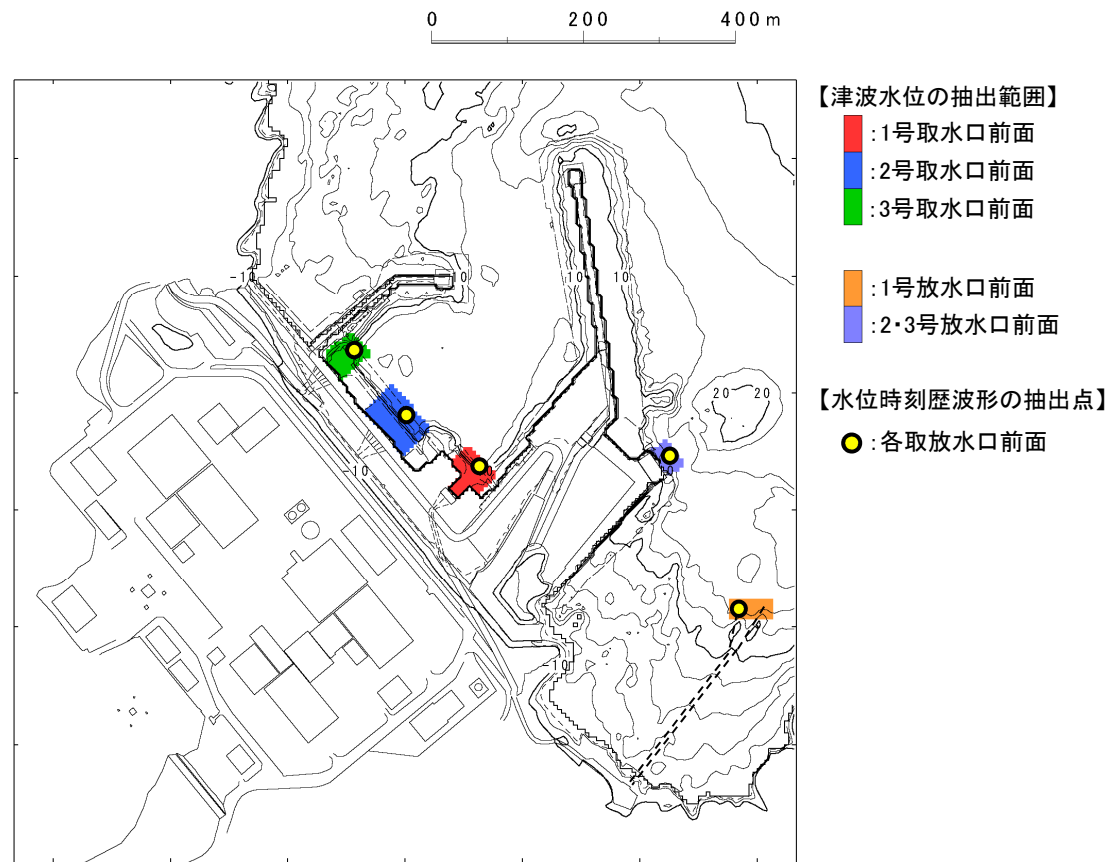 0 200 400m
【津波水位の抽出範囲】
:1号取水口前面
:2号取水口前面
:3号取水口前面
:1号放水口前面
:2・3号放水口前面
【水位時刻歴波形の抽出点】
:各取放水口前面
-10
10
10
10
20 20
-10
-10